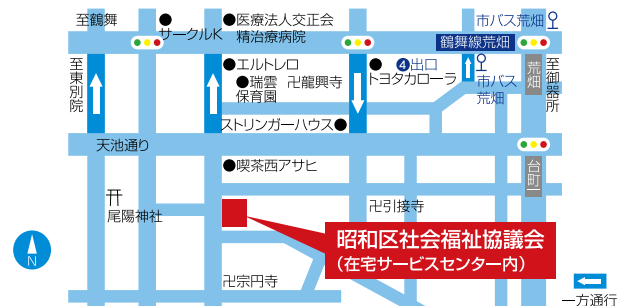 至鶴舞
サークルK
医療法人交正会
精治療病院
市バス荒畑
鶴舞線荒畑
至東別院
エルトレロ
瑞雲
保育園
卍龍興寺
トヨタカローラ
4出口
市バス
荒畑
荒畑
至御器所
ストリンガーハウス
天池通り
喫茶西アサヒ
台町一
尾陽神社
卍引接寺
昭和区社会福祉協議会
(在宅サービスセンター内)
卍宗円寺
N
一方通行